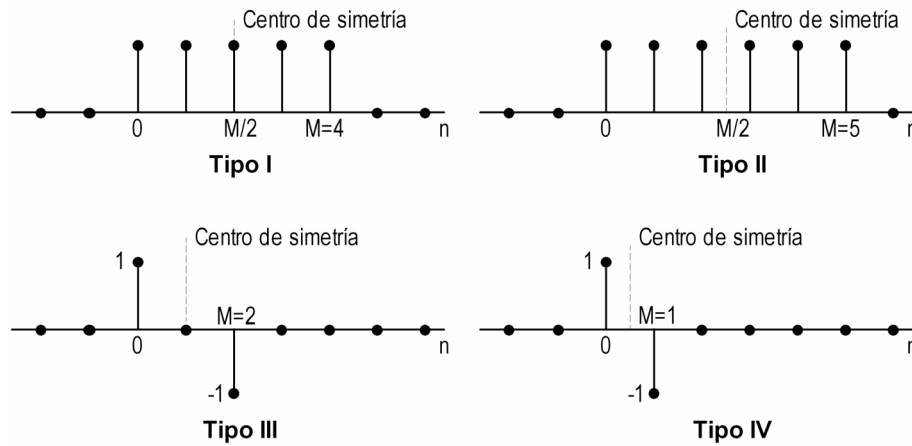 Centro de simetría
0 M/2 M=4 n
Tipo I
Centro de simetría
0 M/2 M=5
Tipo II
Centro de simetría
1
M=2
0 n
-1
Tipo III
Centro de simetría
1
M=1
0
-1
Tipo IV